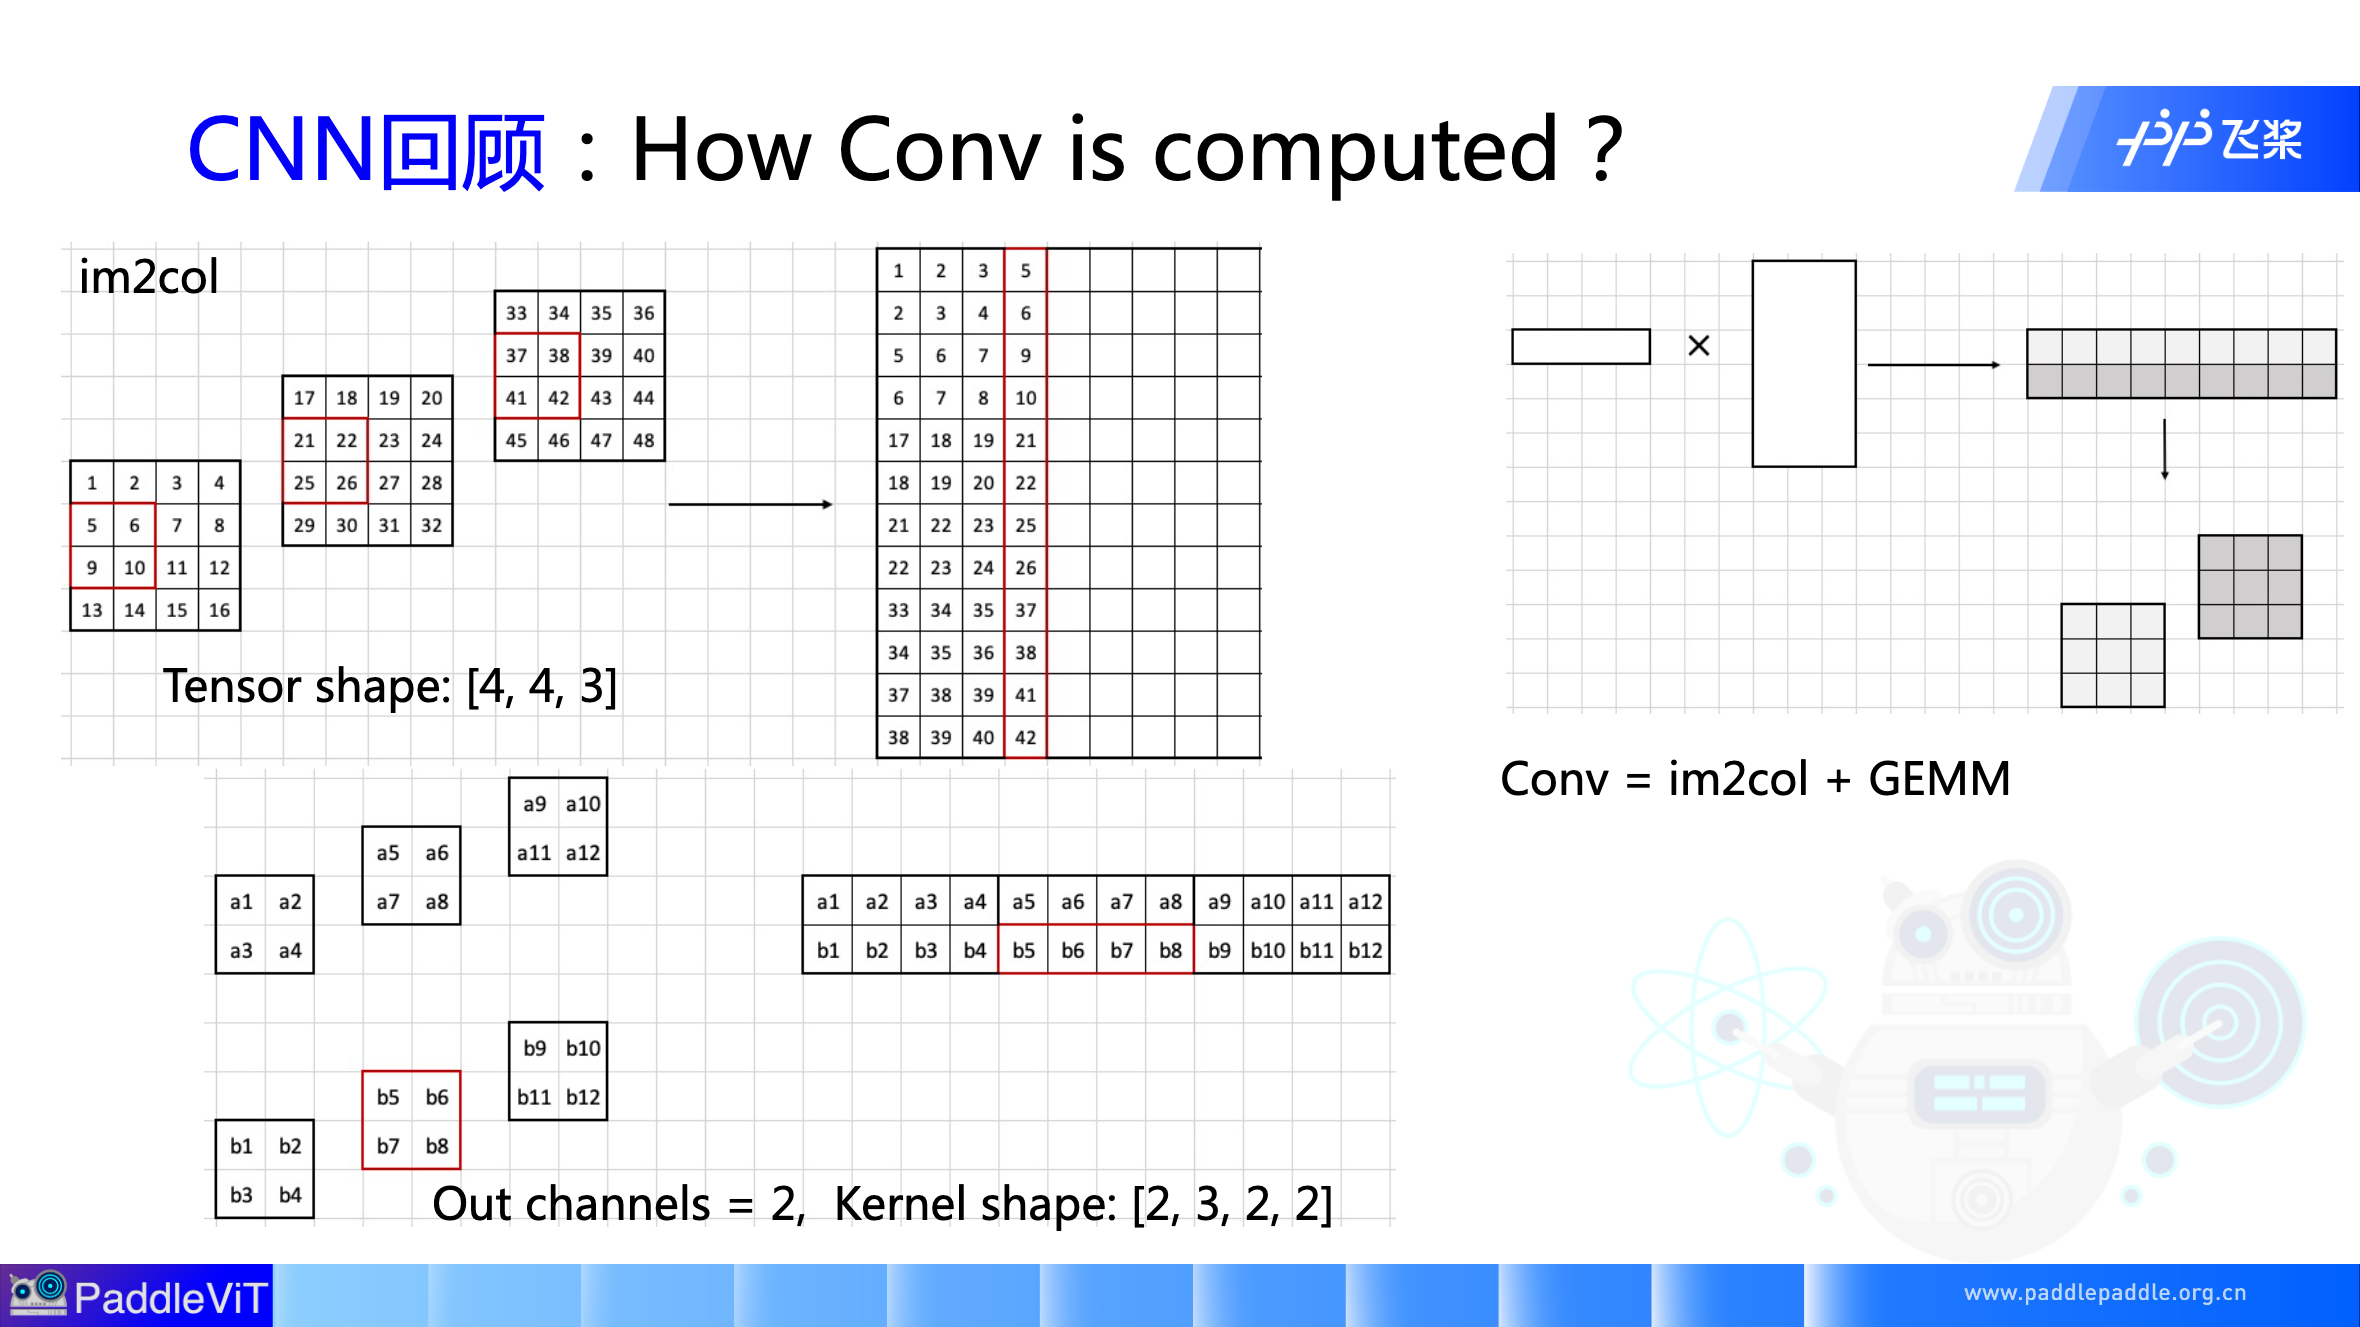 CNN回顾：How Conv is computed？
飞桨
im2col
1 2 3 4
5 6 7 8
9 10 11 12
13 14 15 16
17 18 19 20
21 22 23 24
25 26 27 28
29 30 31 32
33 34 35 36
37 38 39 40
41 42 43 44
45 46 47 48
Tensor shape: [4, 4, 3]
1 2 3 5
2 3 4 6
5 6 7 9
6 7 8 10
17 18 19 21
18 19 20 22
21 22 23 25
22 23 24 26
33 34 35 37
34 35 36 38
37 38 39 41
38 39 40 42
×
Conv = im2col + GEMM
a1 a2
a3 a4
a5 a6
a7 a8
a9 a10
a11 a12
b1 b2
b3 b4
b5 b6
b7 b8
b9 b10
b11 b12
a1 a2 a3 a4 a5 a6 a7 a8 a9 a10 a11 a12
b1 b2 b3 b4 b5 b6 b7 b8 b9 b10 b11 b12
Out channels = 2, Kernel shape: [2, 3, 2, 2]
PaddleViT
www.paddlepaddle.org.cn